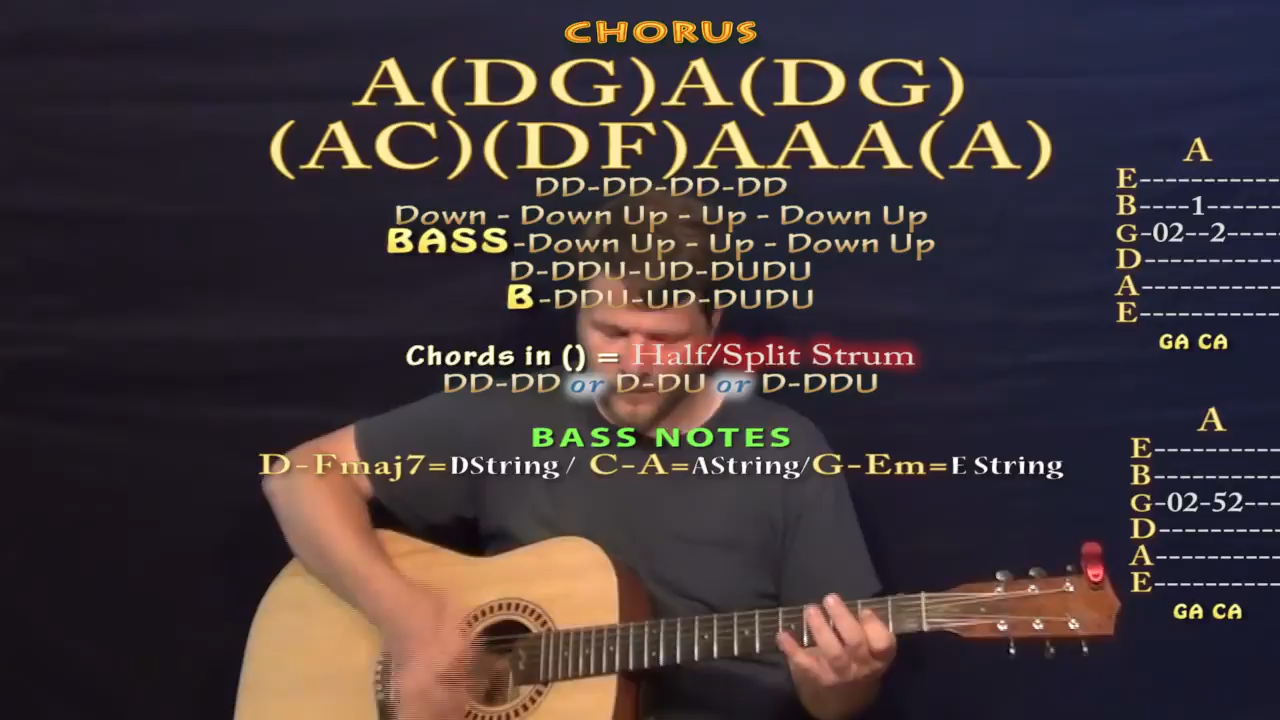 CHORUS
A(DG)A(DG)
(AC)(DF)AAA(A)
DD-DD-DD-DD
Down - Down Up - Up - Down Up
BASS-Down Up - Up - Down Up
D-DDU-UD-DUDU
B-DDU-UD-DUDU
Chords in () = Half/Split Strum
DD-DD or D-DU or D-DDU
BASS NOTES
D-Fmaj7=DString / C-A=AString/G-Em=E String
A
E-----------
B----1------
G-02--2-----
D-----------
A-----------
E-----------
GA CA
A
E-----------
B-----------
G-02-52----
D-----------
A-----------
E-----------
GA CA